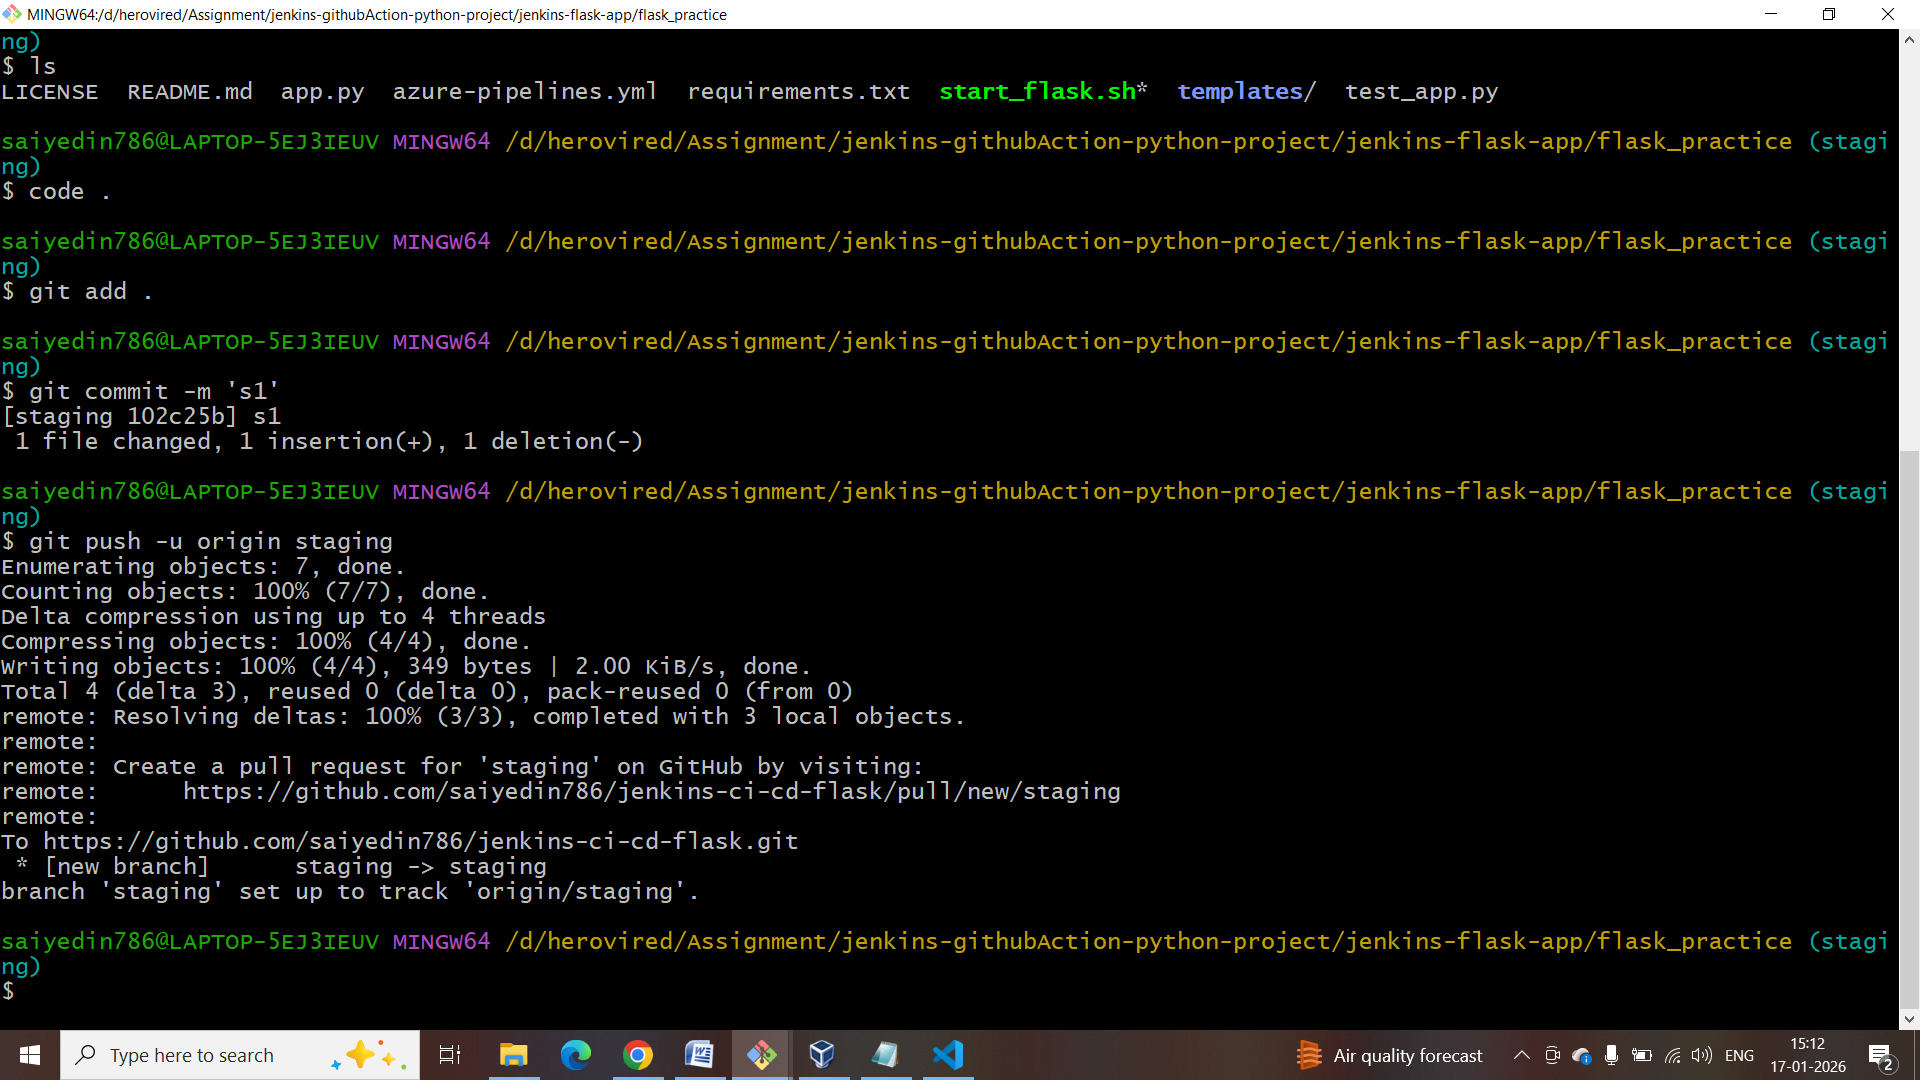 MINGW64:/d/herovired/Assignment/jenkins-githubAction-python-project/jenkins-flask-app/flask_practice
ng)
$ ls
LICENSE  README.md  app.py  azure-pipelines.yml  requirements.txt  start_flask.sh*  templates/  test_app.py
saiyedin786@LAPTOP-5EJ3IEUV MINGW64 /d/herovired/Assignment/jenkins-githubAction-python-project/jenkins-flask-app/flask_practice (stagi
ng)
$ code .
saiyedin786@LAPTOP-5EJ3IEUV MINGW64 /d/herovired/Assignment/jenkins-githubAction-python-project/jenkins-flask-app/flask_practice (stagi
ng)
$ git add .
saiyedin786@LAPTOP-5EJ3IEUV MINGW64 /d/herovired/Assignment/jenkins-githubAction-python-project/jenkins-flask-app/flask_practice (stagi
ng)
$ git commit -m 's1'
[staging 102c25b] s1
 1 file changed, 1 insertion(+), 1 deletion(-)
saiyedin786@LAPTOP-5EJ3IEUV MINGW64 /d/herovired/Assignment/jenkins-githubAction-python-project/jenkins-flask-app/flask_practice (stagi
ng)
$ git push -u origin staging
Enumerating objects: 7, done.
Counting objects: 100% (7/7), done.
Delta compression using up to 4 threads
Compressing objects: 100% (4/4), done.
Writing objects: 100% (4/4), 349 bytes | 2.00 KiB/s, done.
Total 4 (delta 3), reused 0 (delta 0), pack-reused 0 (from 0)
remote: Resolving deltas: 100% (3/3), completed with 3 local objects.
remote:
remote: Create a pull request for 'staging' on GitHub by visiting:
remote:      https://github.com/saiyedin786/jenkins-ci-cd-flask/pull/new/staging
remote:
To https://github.com/saiyedin786/jenkins-ci-cd-flask.git
 * [new branch]      staging -> staging
branch 'staging' set up to track 'origin/staging'.
saiyedin786@LAPTOP-5EJ3IEUV MINGW64 /d/herovired/Assignment/jenkins-githubAction-python-project/jenkins-flask-app/flask_practice (stagi
ng)
$
Type here to search
Air quality forecast
ENG
15:12
17-01-2026
2